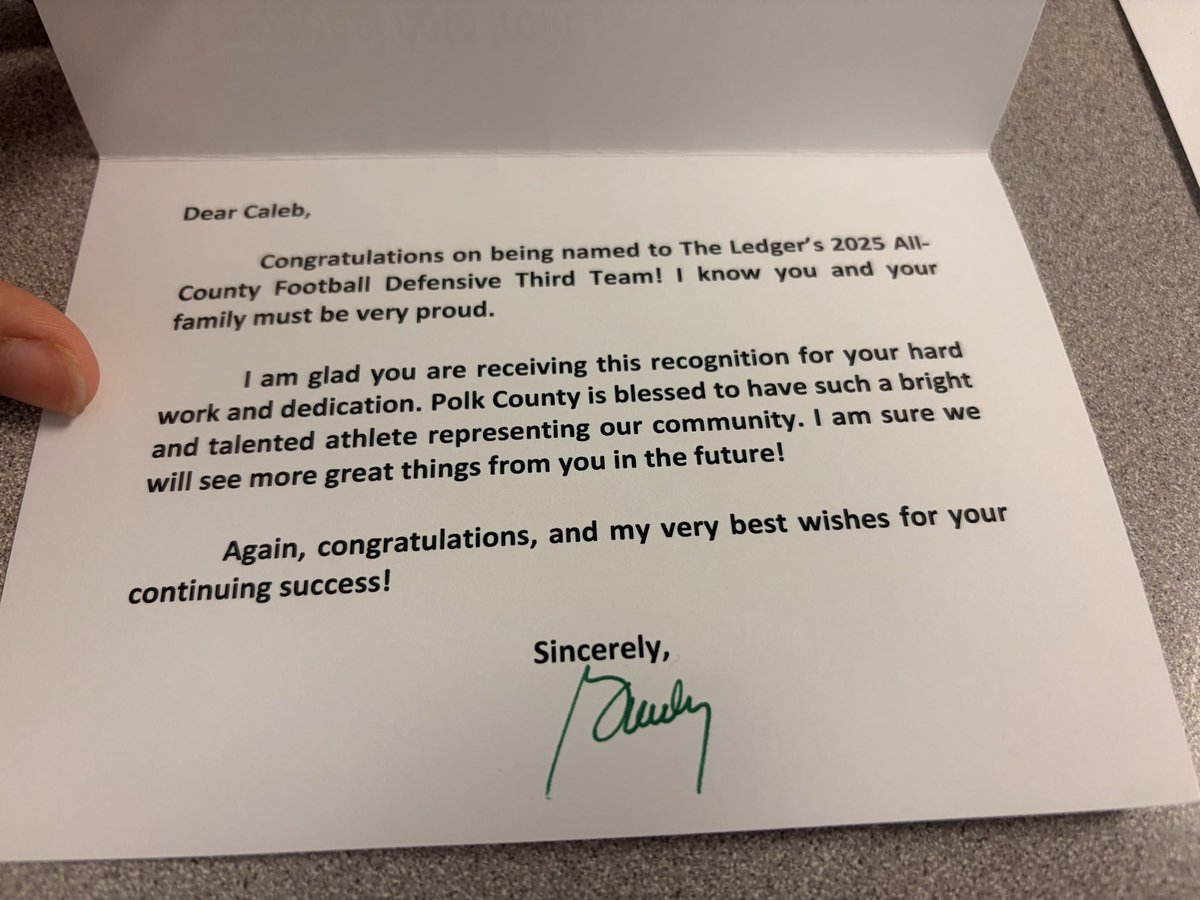 Dear Caleb,
Congratulations on being named to The Ledger's 2025 All-
County Football Defensive Third Team! I know you and your
family must be very proud.
I am glad you are receiving this recognition for your hard
work and dedication. Polk County is blessed to have such a bright
and talented athlete representing our community. I am sure we
will see more great things from you in the future!
Again, congratulations, and my very best wishes for your
continuing success!
Sincerely,